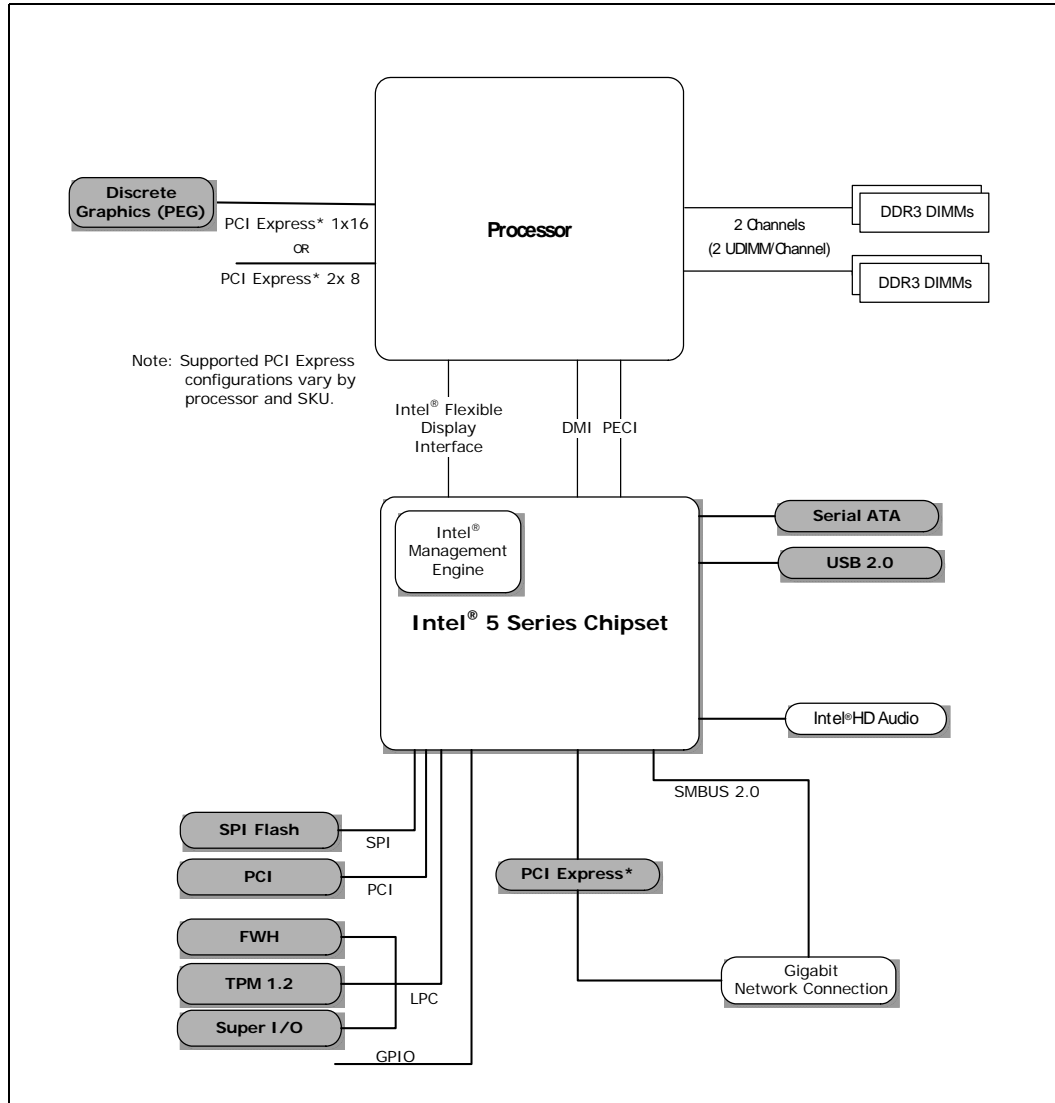 Discrete
Graphics (PEG)
PCI Express* 1x16
OR
PCI Express* 2x 8
Processor
2 Channels
(2 UDIMM/Channel)
DDR3 DIMMs
DDR3 DIMMs
Note: Supported PCI Express
configurations vary by
processor and SKU.
Intel® Flexible
Display
Interface
DMI
PECI
Intel®
Management
Engine
Intel® 5 Series Chipset
Serial ATA
USB 2.0
Intel® HD Audio
SMBUS 2.0
SPI Flash
SPI
PCI
PCI
PCI Express*
FWH
TPM 1.2
LPC
Super I/O
GPIO
Gigabit
Network Connection